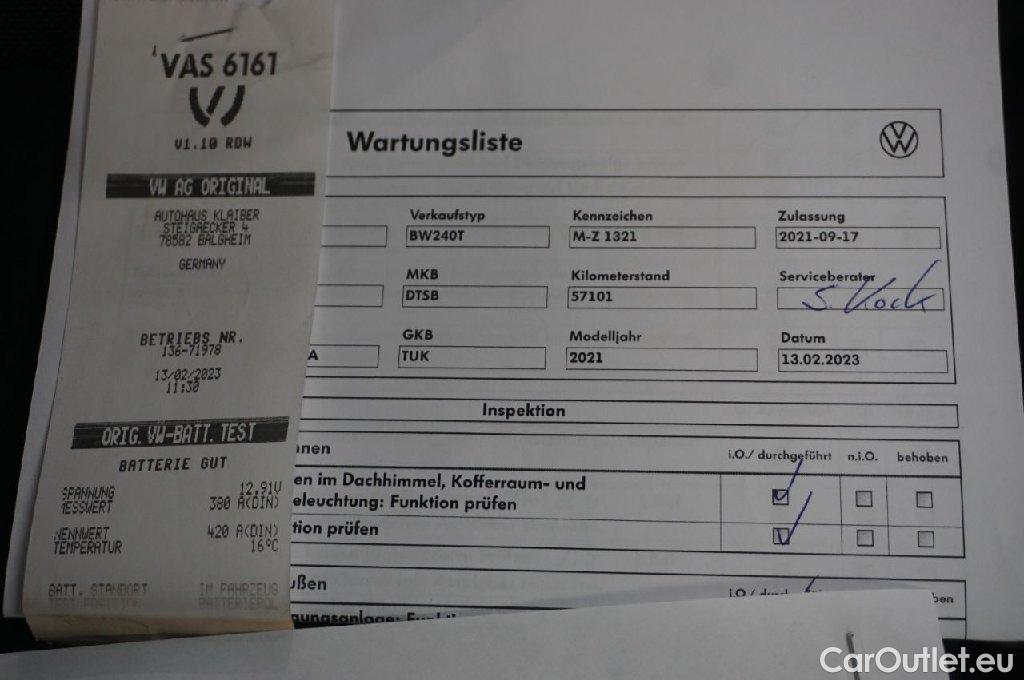 VAS 6161
V1.10 RDW
VW AG ORIGINAL
AUTOHAUS KLAIBER
STEIGAECKER 4
78582 BALGHEIM
GERMANY
BETRIEBS NR.
136-71978
13/02/2023
11:38
ORIG. VW-BATT. TEST
BATTERIE GUT
SPANNUNG 12.91V
MESSWERT 380 A(DIN)
NENNWERT 420 A(DIN)
TEMPERATUR 16°C
BATT. STANDORT IM FAHRZEUG
TESTPOSITION BATTERIEPOL
Wartungsliste
Verkaufstyp Kennzeichen Zulassung
BW240T M-Z 1321 2021-09-17
MKB Kilometerstand Serviceberater
DTSB 57101 S. Kock
GKB Modelljahr Datum
A TUK 2021 13.02.2023
Inspektion
nnen i.O./ durchgeführt n.i.O. behoben
en im Dachhimmel, Kofferraum- und
eleuchtung: Funktion prüfen
tion prüfen
ußen
CarOutlet.eu